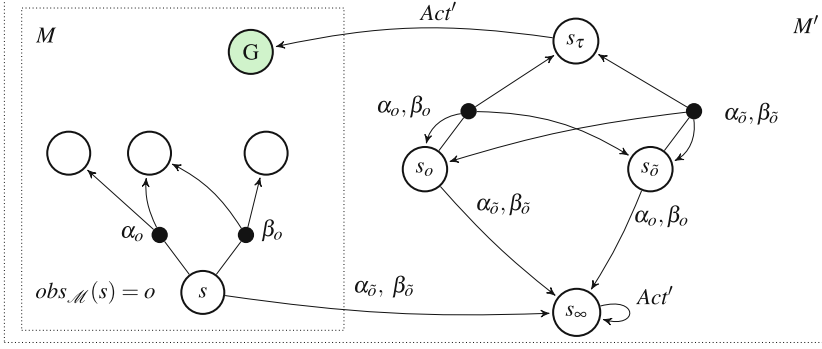 Act′
M
G
s_τ
M′
α_o, β_o
α_õ, β_õ
s_o
s_õ
α_õ, β_õ
α_o, β_o
α_o
β_o
obs_ℳ(s) = o
s
α_õ, β_õ
s_∞
Act′